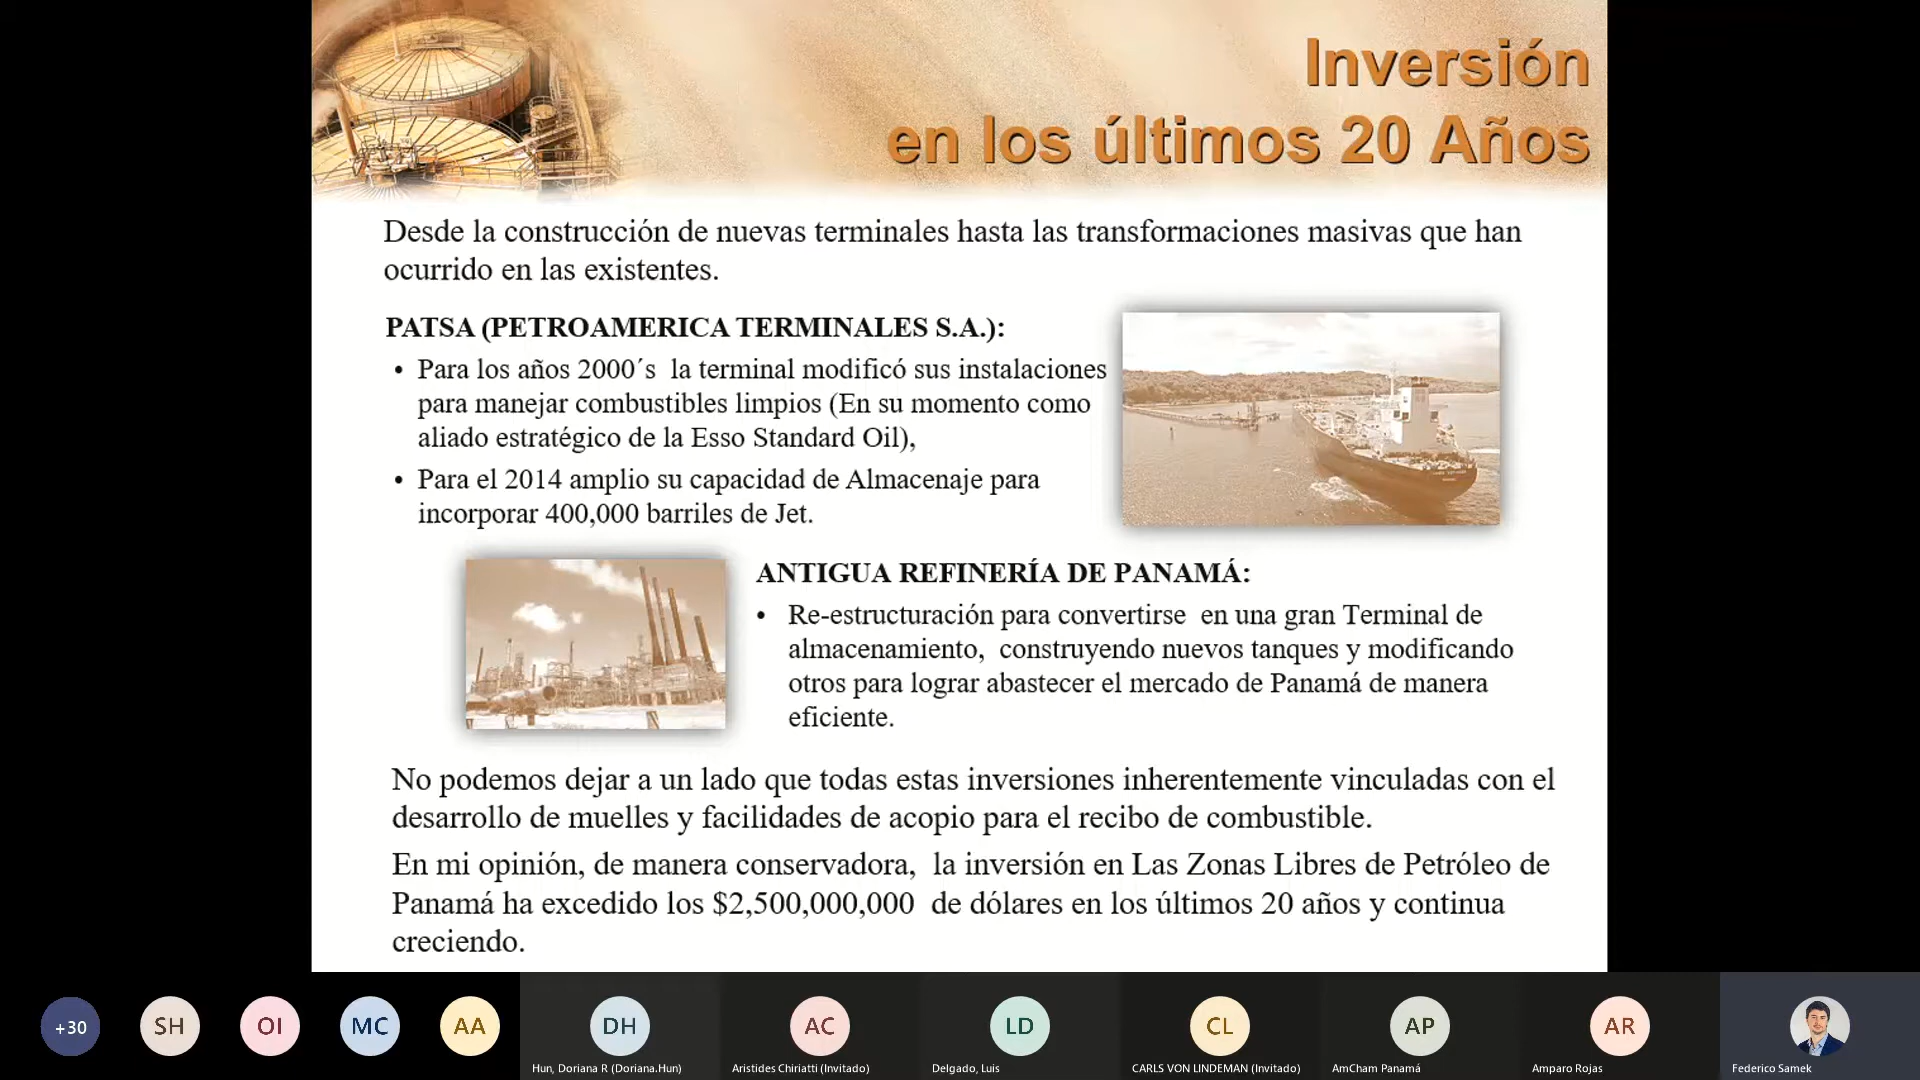 Inversión
en los últimos 20 Años
Desde la construcción de nuevas terminales hasta las transformaciones masivas que han
ocurrido en las existentes.
PATSA (PETROAMERICA TERMINALES S.A.):
• Para los años 2000´s la terminal modificó sus instalaciones
para manejar combustibles limpios (En su momento como
aliado estratégico de la Esso Standard Oil),
• Para el 2014 amplio su capacidad de Almacenaje para
incorporar 400,000 barriles de Jet.
ANTIGUA REFINERÍA DE PANAMÁ:
• Re-estructuración para convertirse en una gran Terminal de
almacenamiento, construyendo nuevos tanques y modificando
otros para lograr abastecer el mercado de Panamá de manera
eficiente.
No podemos dejar a un lado que todas estas inversiones inherentemente vinculadas con el
desarrollo de muelles y facilidades de acopio para el recibo de combustible.
En mi opinión, de manera conservadora, la inversión en Las Zonas Libres de Petróleo de
Panamá ha excedido los $2,500,000,000 de dólares en los últimos 20 años y continua
creciendo.
+30 SH OI MC AA DH AC LD CL AP AR
Hun, Doriana R (Doriana.Hun) Aristides Chiriatti (Invitado) Delgado, Luis CARLS VON LINDEMAN (Invitado) AmCham Panamá Amparo Rojas Federico Samek